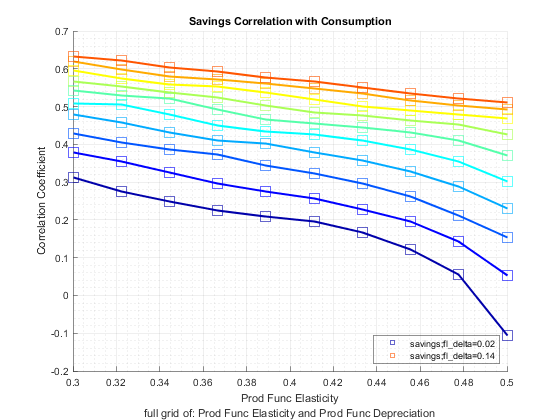 Savings Correlation with Consumption
0.7
0.6
0.5
0.4
0.3
0.2
0.1
0
-0.1
-0.2
Correlation Coefficient
savings;fl_delta=0.02
savings;fl_delta=0.14
0.3 0.32 0.34 0.36 0.38 0.4 0.42 0.44 0.46 0.48 0.5
Prod Func Elasticity
full grid of: Prod Func Elasticity and Prod Func Depreciation